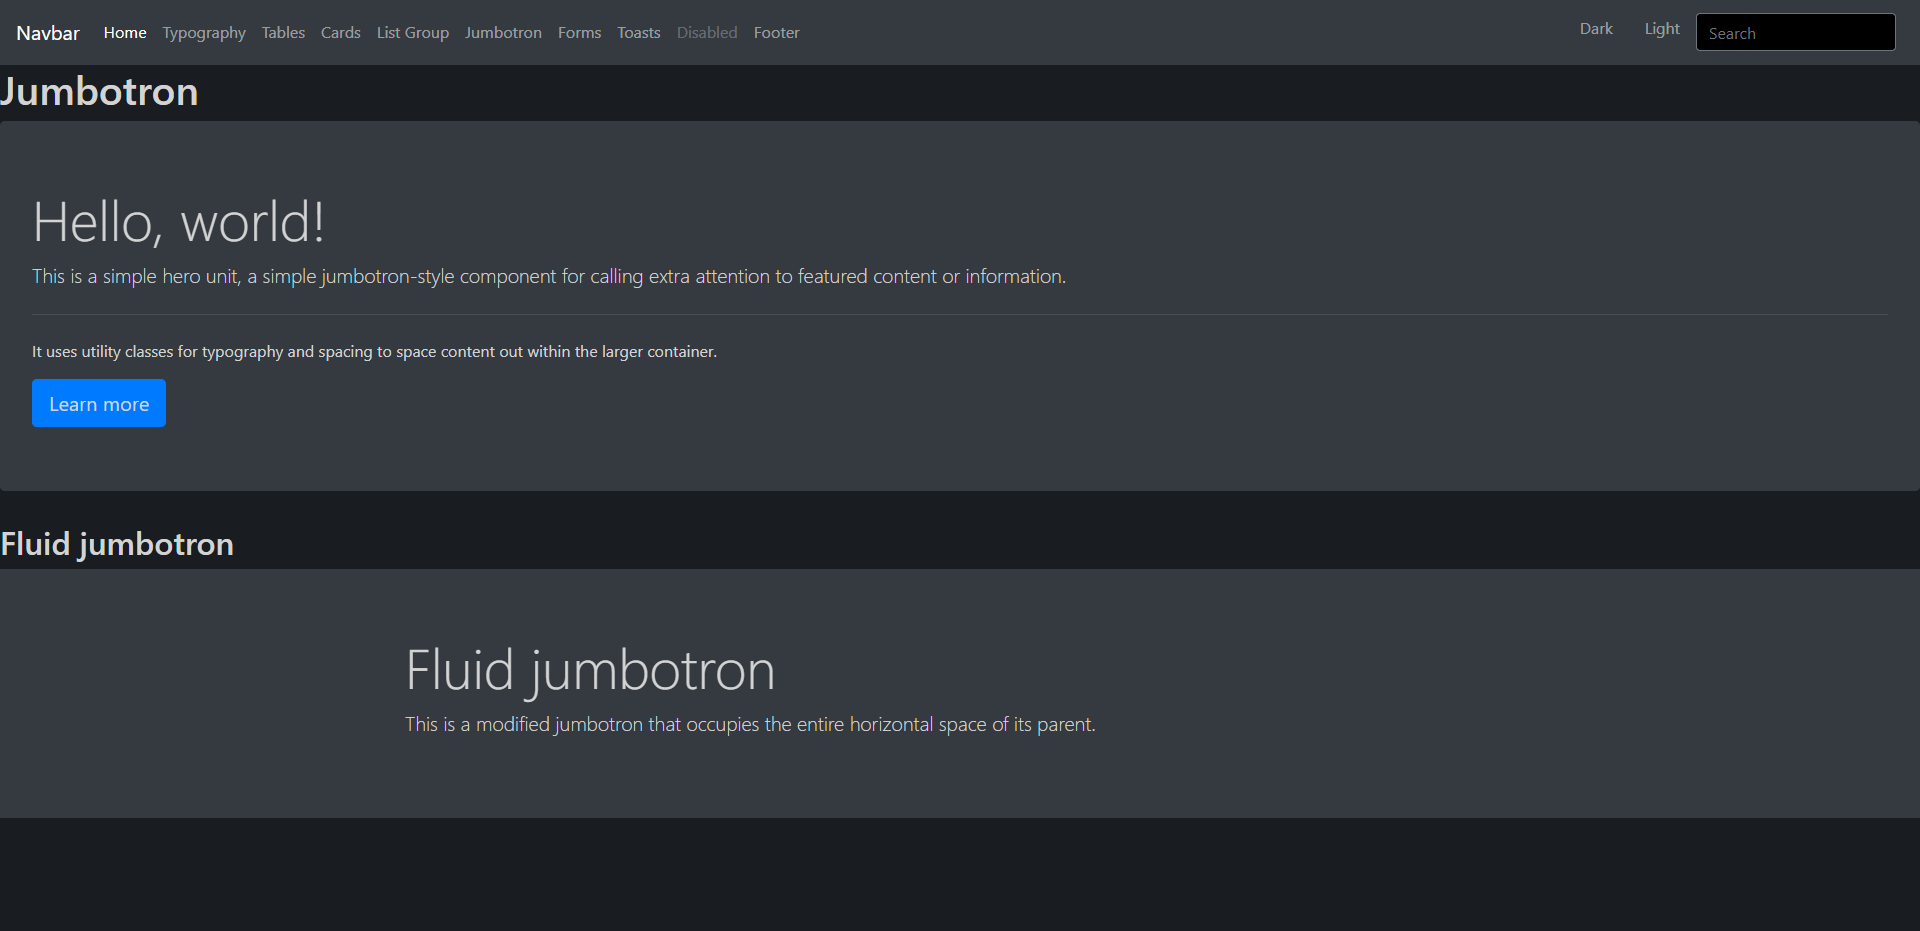 Navbar Home Typography Tables Cards List Group Jumbotron Forms Toasts Disabled Footer Dark Light Search
Jumbotron
Hello, world!
This is a simple hero unit, a simple jumbotron-style component for calling extra attention to featured content or information.
It uses utility classes for typography and spacing to space content out within the larger container.
Learn more
Fluid jumbotron
Fluid jumbotron
This is a modified jumbotron that occupies the entire horizontal space of its parent.